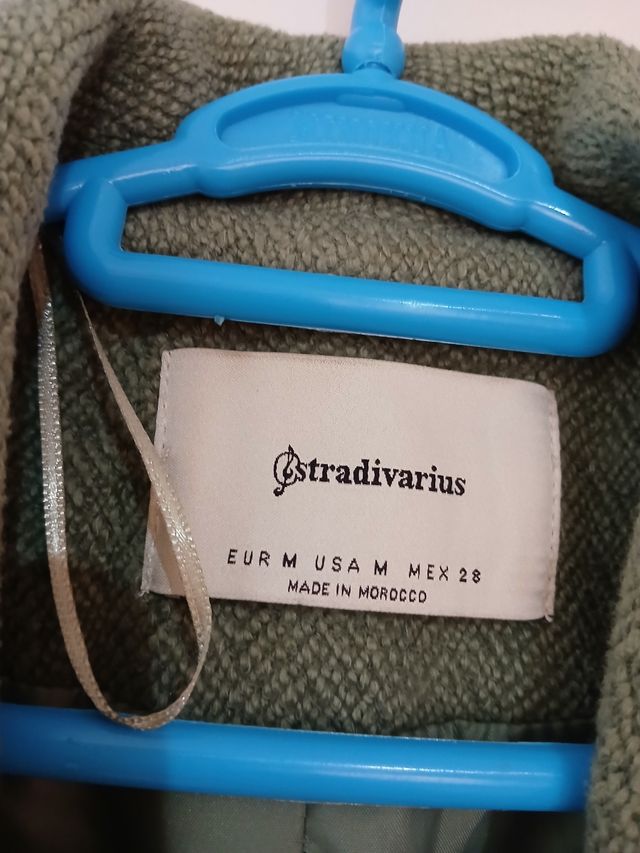 stradivarius
EUR M USA M MEX 28
MADE IN MOROCCO